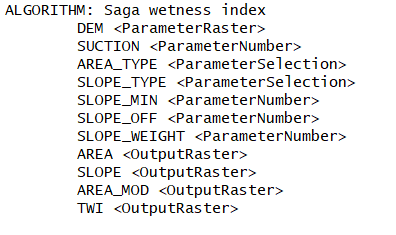 ALGORITHM: Saga wetness index
DEM <ParameterRaster>
SUCTION <ParameterNumber>
AREA_TYPE <ParameterSelection>
SLOPE_TYPE <ParameterSelection>
SLOPE_MIN <ParameterNumber>
SLOPE_OFF <ParameterNumber>
SLOPE_WEIGHT <ParameterNumber>
AREA <OutputRaster>
SLOPE <OutputRaster>
AREA_MOD <OutputRaster>
TWI <OutputRaster>